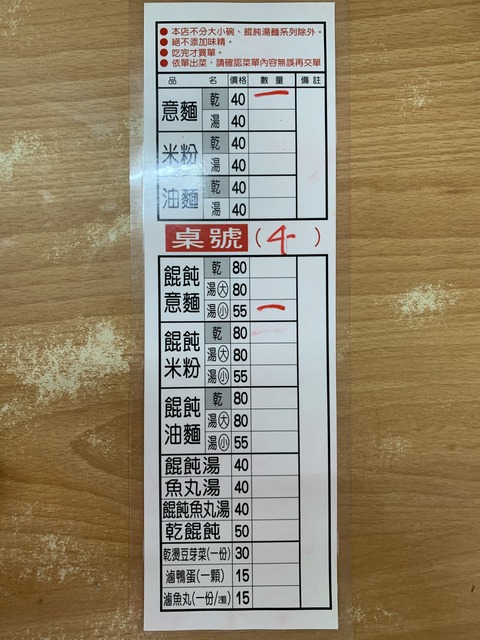 ● 本店不分大小碗、餛飩湯麵系列除外。
● 絕不添加味精。
● 吃完才買單。
● 依單出菜，請確認菜單內容無誤再交單
品 名 價格 數量 備註
意麵 乾 40 一
湯 40
米粉 乾 40
湯 40
油麵 乾 40
湯 40
桌號(4)
餛飩意麵 乾 80
湯大 80
湯小 55 一
餛飩米粉 乾 80
湯大 80
湯小 55
餛飩油麵 乾 80
湯大 80
湯小 55
餛飩湯 40
魚丸湯 40
餛飩魚丸湯 40
乾餛飩 50
乾燙豆芽菜(一份) 30
滷鴨蛋(一顆) 15
滷魚丸(一份/2顆) 15